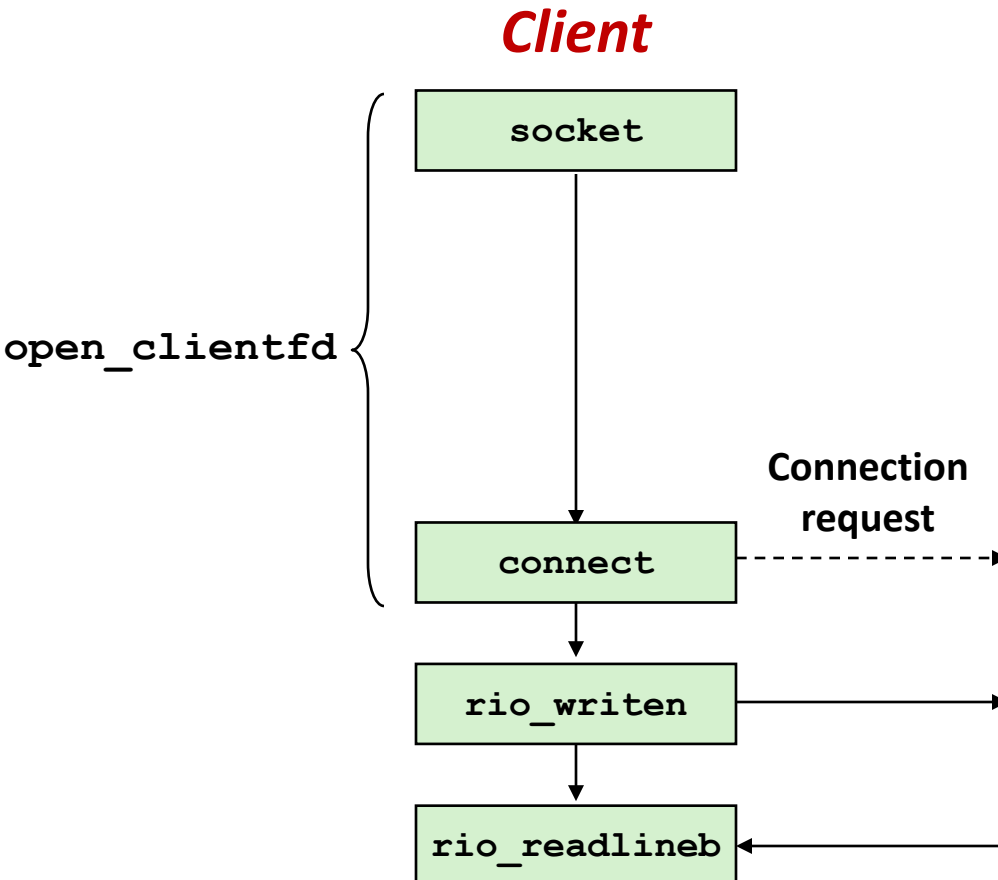 Client
socket
open_clientfd
Connection
request
connect
rio_writen
rio_readlineb